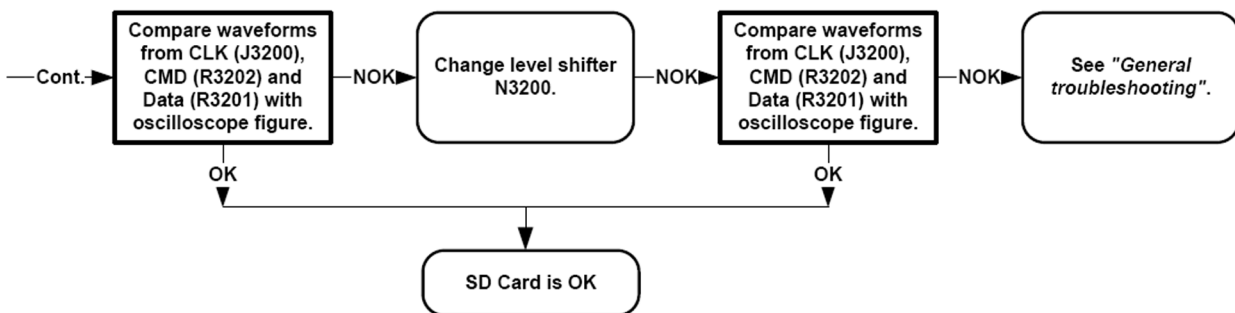 Cont.
Compare waveforms
from CLK (J3200),
CMD (R3202) and
Data (R3201) with
oscilloscope figure.
NOK
Change level shifter
N3200.
NOK
Compare waveforms
from CLK (J3200),
CMD (R3202) and
Data (R3201) with
oscilloscope figure.
NOK
See "General
troubleshooting".
OK
OK
SD Card is OK